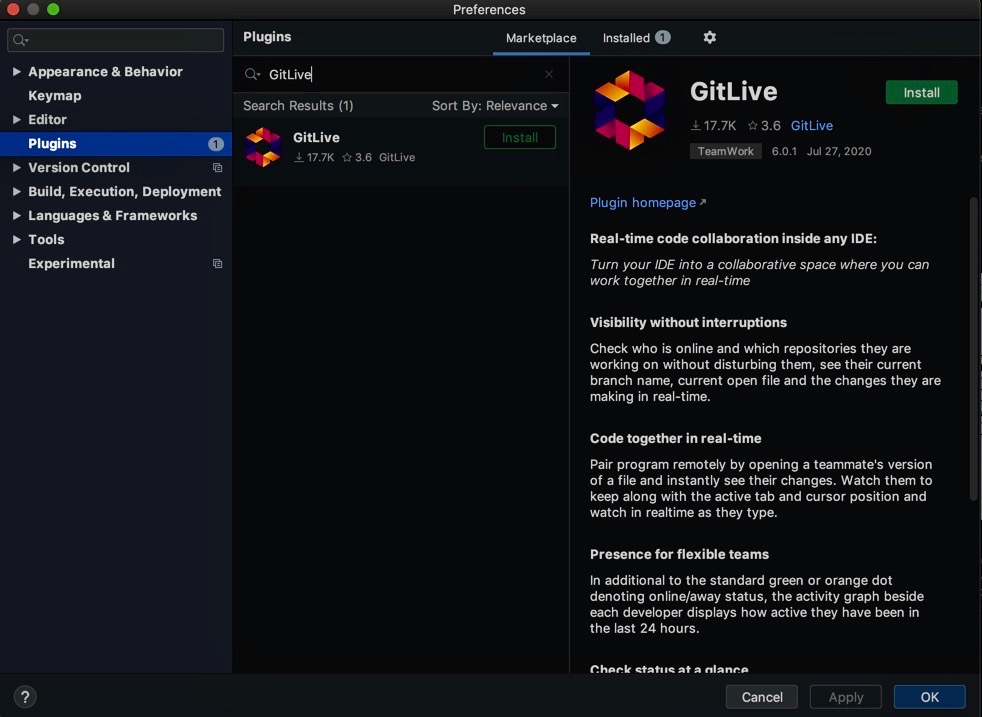 Preferences
Plugins
Marketplace
Installed 1
Appearance & Behavior
Keymap
Editor
Plugins 1
Version Control
Build, Execution, Deployment
Languages & Frameworks
Tools
Experimental
GitLive
Search Results (1)
Sort By: Relevance
GitLive
17.7K 3.6 GitLive
Install
GitLive
Install
17.7K 3.6 GitLive
TeamWork 6.0.1 Jul 27, 2020
Plugin homepage
Real-time code collaboration inside any IDE:
Turn your IDE into a collaborative space where you can
work together in real-time
Visibility without interruptions
Check who is online and which repositories they are
working on without disturbing them, see their current
branch name, current open file and the changes they are
making in real-time.
Code together in real-time
Pair program remotely by opening a teammate's version
of a file and instantly see their changes. Watch them to
keep along with the active tab and cursor position and
watch in realtime as they type.
Presence for flexible teams
In additional to the standard green or orange dot
denoting online/away status, the activity graph beside
each developer displays how active they have been in
the last 24 hours.
Check status at a glance
?
Cancel
Apply
OK